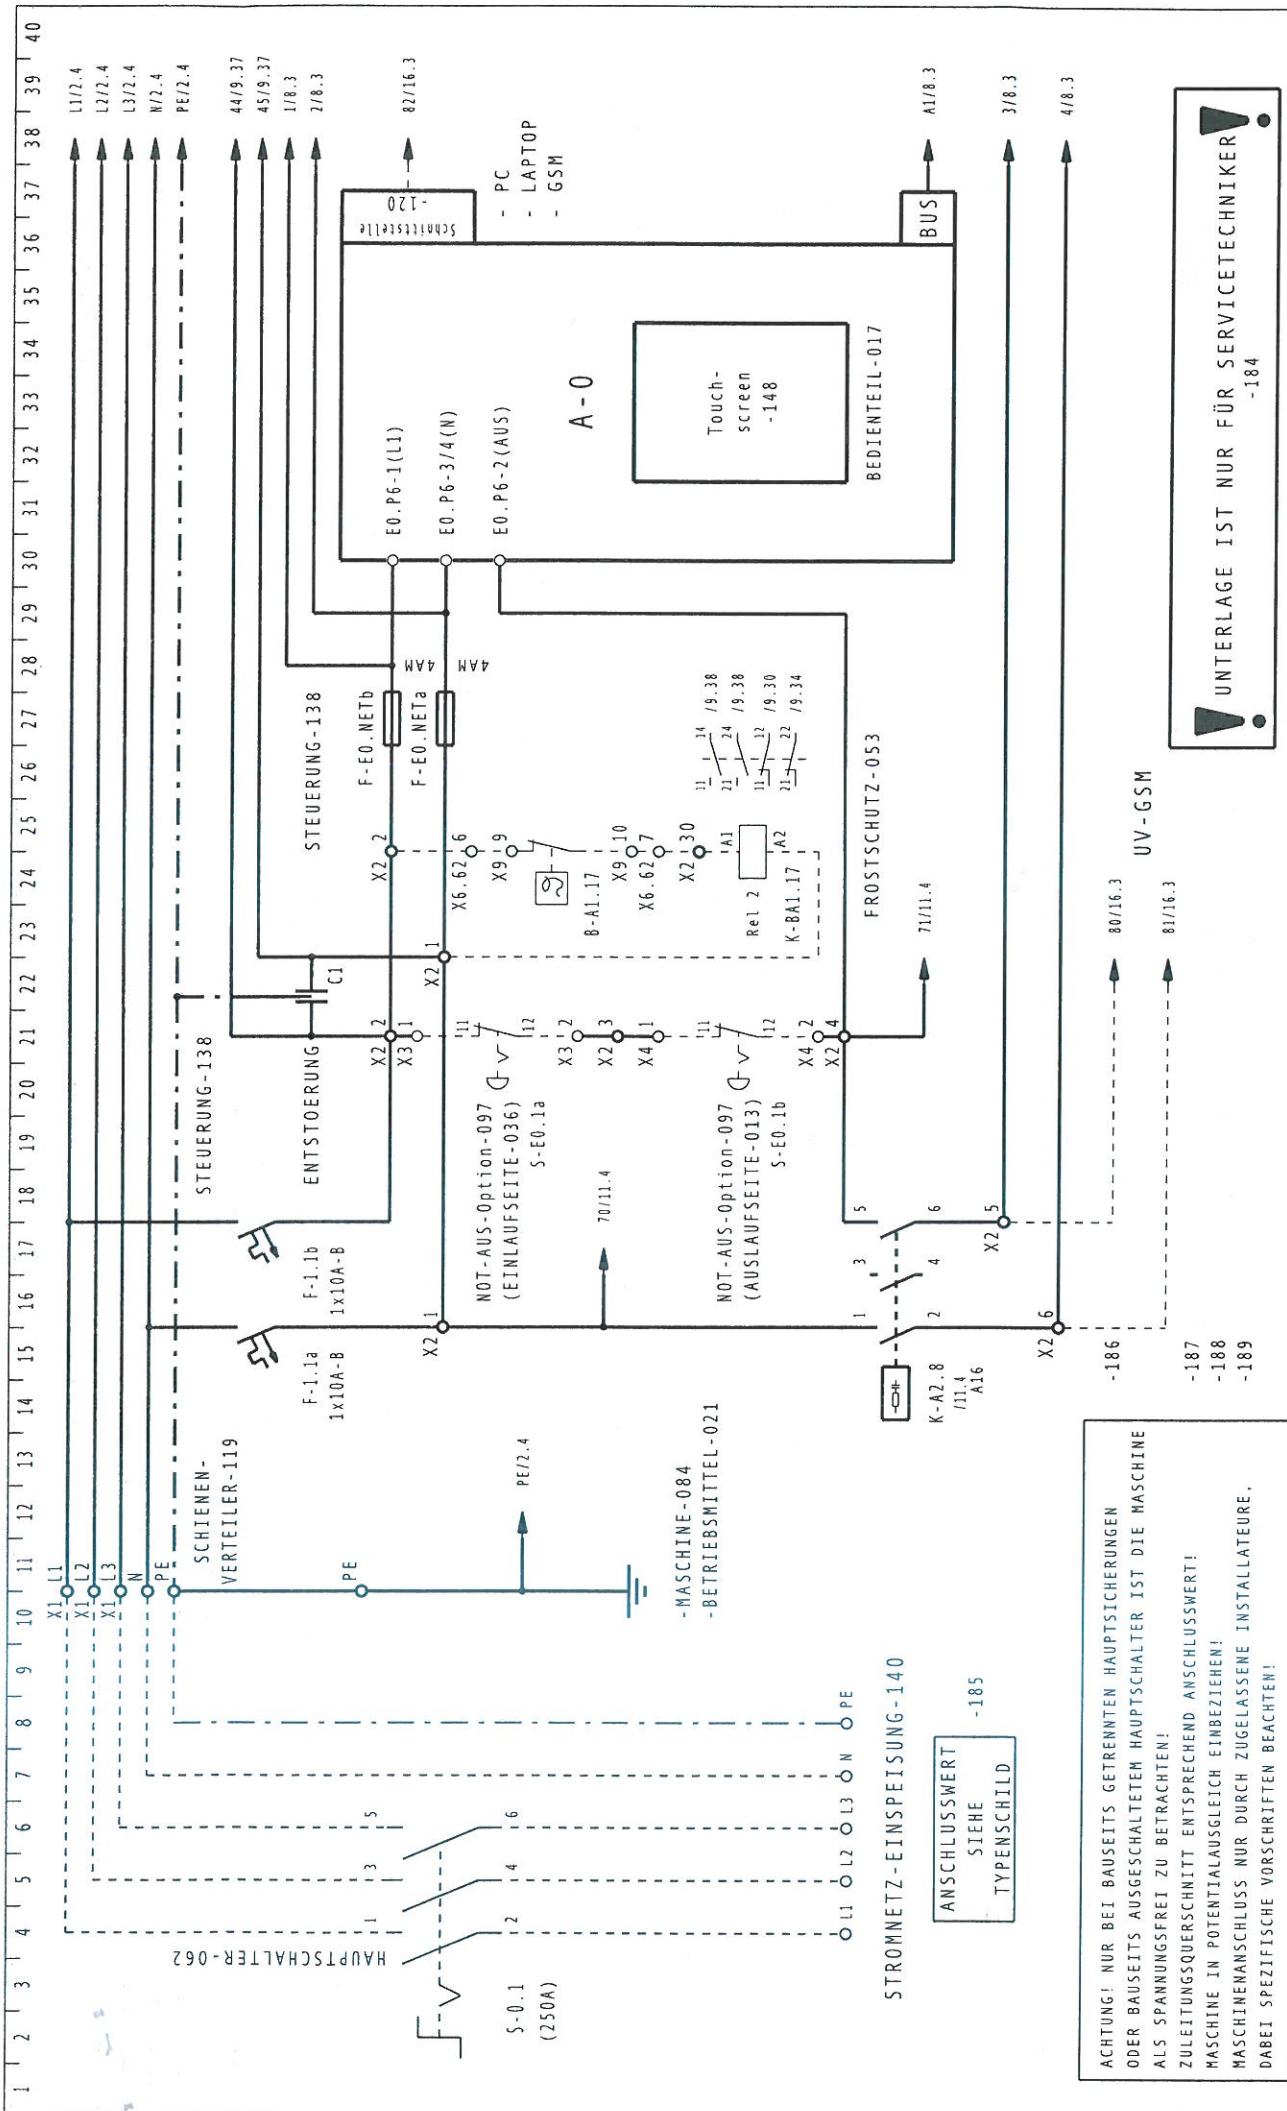 1 2 3 4 5 6 7 8 9 10 11 12 13 14 15 16 17 18 19 20 21 22 23 24 25 26 27 28 29 30 31 32 33 34 35 36 37 38 39 40
L1/2.4
L2/2.4
L3/2.4
N/2.4
PE/2.4
44/9.37
45/9.37
1/8.3
2/8.3
82/16.3
X1 L1
X1 L2
X1 L3
N
PE
SCHIENEN-
VERTEILER-119
PE
PE/2.4
-MASCHINE-084
-BETRIEBSMITTEL-021
HAUPTSCHALTER-062
1
3
5
2
4
6
S-0.1
(250A)
L1
L2
L3
N
PE
STROMNETZ-EINSPEISUNG-140
ANSCHLUSSWERT
SIEHE
TYPENSCHILD
-185
F-1.1a
1x10A-B
F-1.1b
1x10A-B
STEUERUNG-138
ENTSTOERUNG
C1
X2 1
X2 2
X3 1
11
12
NOT-AUS-Option-097
(EINLAUFSEITE-036)
S-E0.1a
X3 2
X2 3
X4 1
70/11.4
11
12
NOT-AUS-Option-097
(AUSLAUFSEITE-013)
S-E0.1b
X4 2
X2 4
71/11.4
1
3
5
2
4
6
K-A2.8
/11.4
A16
X2 5
X2 6
X2 1
STEUERUNG-138
X2 2
X6.62 6
X9 9
B-A1.17
X9 10
X6.62 7
X2 30
A1
A2
Rel 2
K-BA1.17
FROSTSCHUTZ-053
11 14 /9.38
21 24 /9.38
11 12 /9.30
21 22 /9.34
F-E0.NETb
4AM
F-E0.NETa
4AM
E0.P6-1(L1)
E0.P6-3/4(N)
E0.P6-2(AUS)
A-0
Touch-
screen
-148
BEDIENTEIL-017
Schnittstelle
-120
- PC
- LAPTOP
- GSM
BUS
A1/8.3
3/8.3
4/8.3
80/16.3
81/16.3
UV-GSM
UNTERLAGE IST NUR FÜR SERVICETECHNIKER
-184
ACHTUNG! NUR BEI BAUSEITS GETRENNTEN HAUPTSICHERUNGEN
ODER BAUSEITS AUSGESCHALTETEM HAUPTSCHALTER IST DIE MASCHINE
ALS SPANNUNGSFREI ZU BETRACHTEN!
ZULEITUNGSQUERSCHNITT ENTSPRECHEND ANSCHLUSSWERT!
MASCHINE IN POTENTIALAUSGLEICH EINBEZIEHEN!
MASCHINENANSCHLUSS NUR DURCH ZUGELASSENE INSTALLATEURE,
DABEI SPEZIFISCHE VORSCHRIFTEN BEACHTEN!
-186
-187
-188
-189